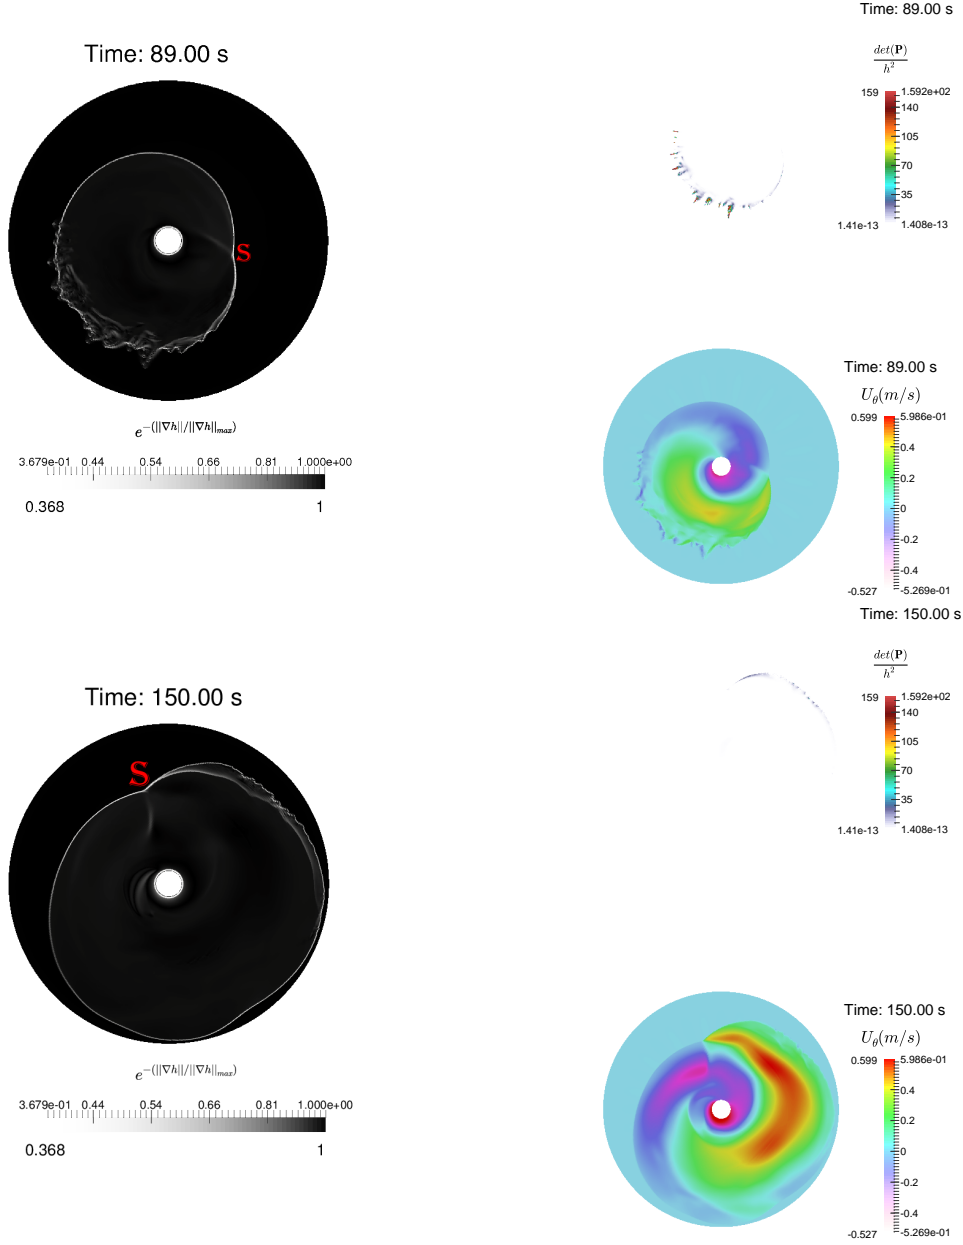 Time: 89.00 s
det(P)
h²
159
1.592e+02
140
105
70
35
1.41e-13
1.408e-13
Time: 89.00 s
S
e^{-(||∇h||/||∇h||_{max})}
3.679e-01 0.44 0.54 0.66 0.81 1.000e+00
0.368 1
Time: 89.00 s
U_θ(m/s)
0.599
5.986e-01
0.4
0.2
0
-0.2
-0.4
-0.527
-5.269e-01
Time: 150.00 s
det(P)
h²
159
1.592e+02
140
105
70
35
1.41e-13
1.408e-13
Time: 150.00 s
S
e^{-(||∇h||/||∇h||_{max})}
3.679e-01 0.44 0.54 0.66 0.81 1.000e+00
0.368 1
Time: 150.00 s
U_θ(m/s)
0.599
5.986e-01
0.4
0.2
0
-0.2
-0.4
-0.527
-5.269e-01